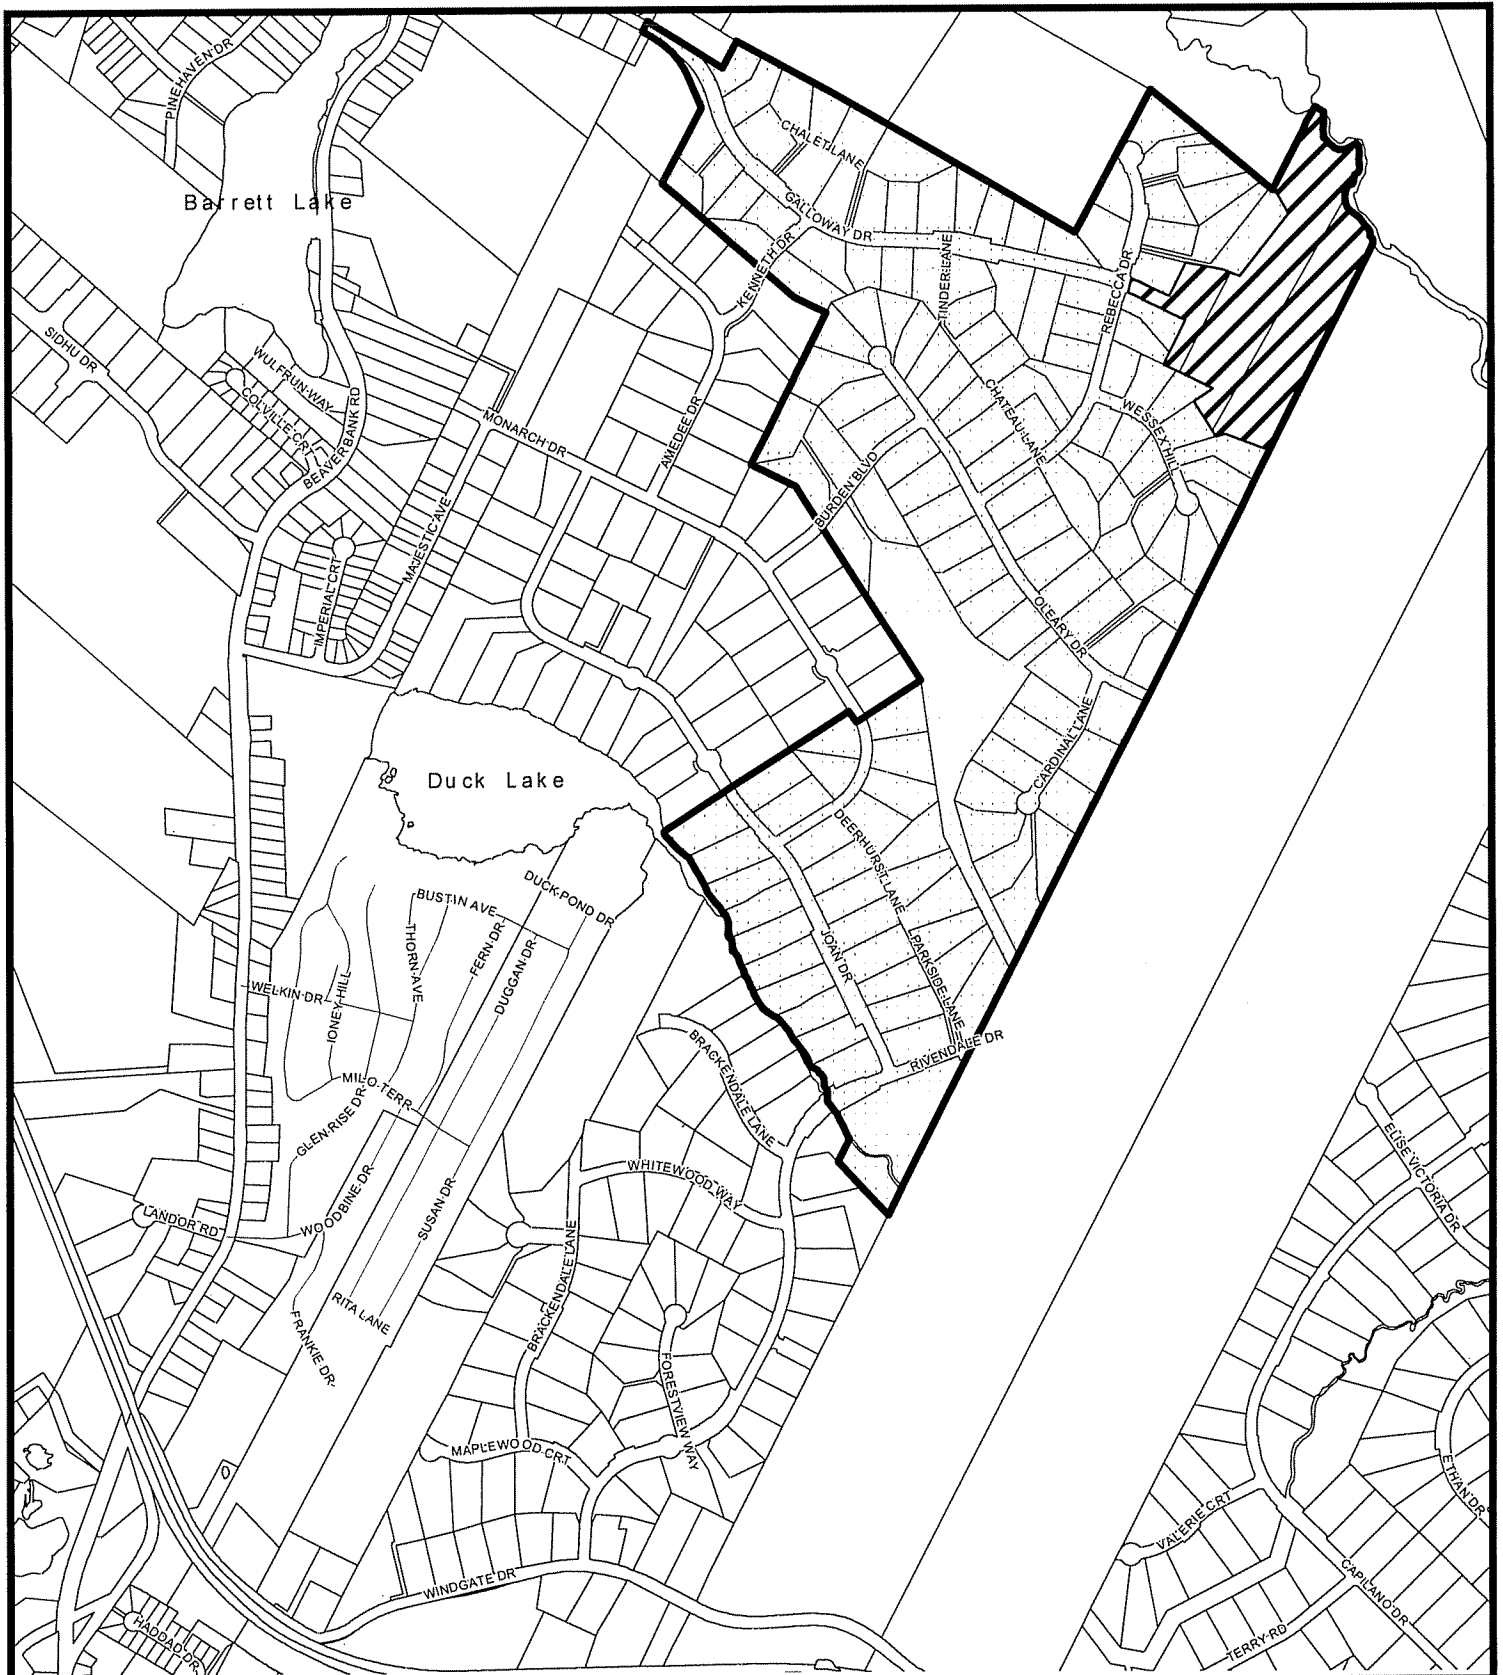 PINEHAVEN DR
Barrett Lake
CHALET LANE
GALLOWAY DR
KENNETH DR
TINDER LANE
REBECCA DR
SIDHU DR
WULFRUN WAY
COLVILLE CRT
BEAVERBANK RD
MONARCH DR
AMEDEE DR
CHATEAU LANE
WESSEX HILL
BURDEN BLVD
MAJESTIC AVE
IMPERIAL CRT
OLEARY DR
CARDINAL LANE
Duck Lake
DEERHURST LANE
DUCK POND DR
BUSTIN AVE
THORN AVE
FERN DR
DUGGAN DR
JOAN DR
PARKSIDE LANE
WELKIN DR
IONEY HILL
RIVENDALE DR
BRACKENDALE LANE
MILO TERR
GLEN RISE DR
ELISE VICTORIA DR
WHITEWOOD WAY
LANDOR RD
WOODBINE DR
SUSAN DR
BRACKENDALE LANE
RITA LANE
FRANKIE DR
FORESTVIEW WAY
MAPLEWOOD CRT
ETHAN DR
VALERIE CRT
WINDGATE DR
CAPILANO DR
HADDAD DR
TERRY RD